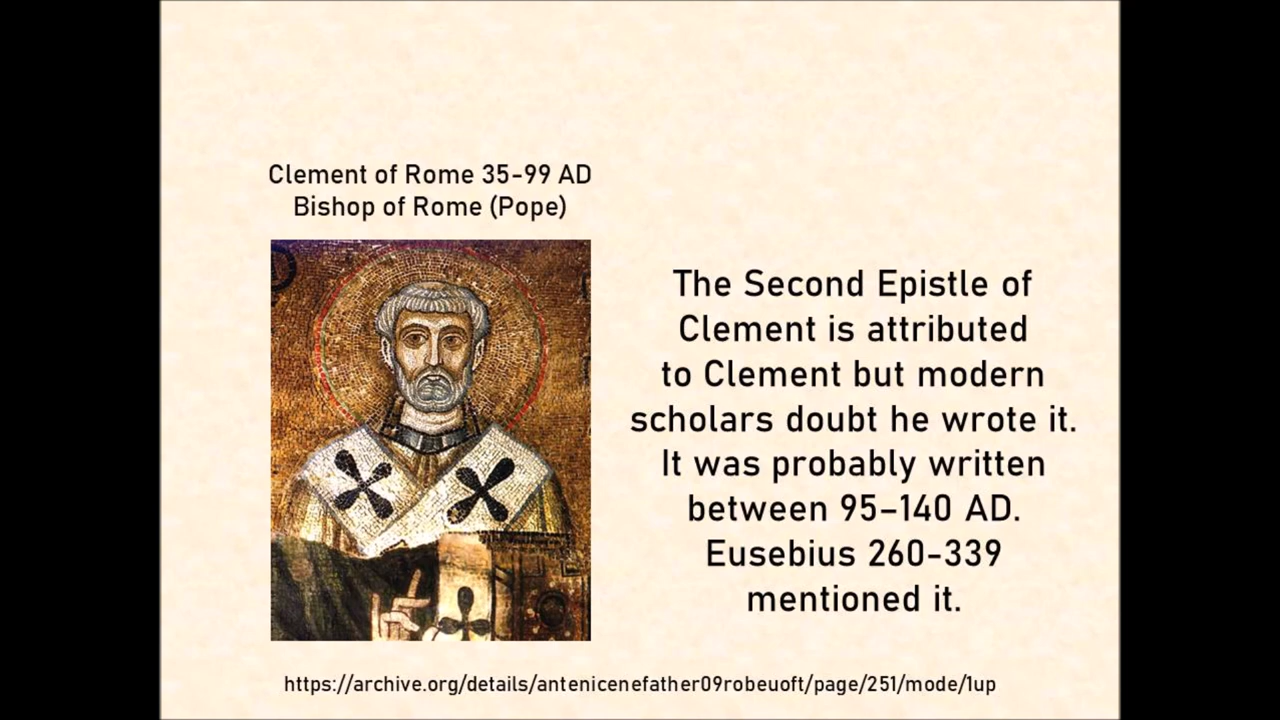 Clement of Rome 35-99 AD
Bishop of Rome (Pope)
The Second Epistle of
Clement is attributed
to Clement but modern
scholars doubt he wrote it.
It was probably written
between 95–140 AD.
Eusebius 260-339
mentioned it.
https://archive.org/details/antenicenefather09robeuoft/page/251/mode/1up